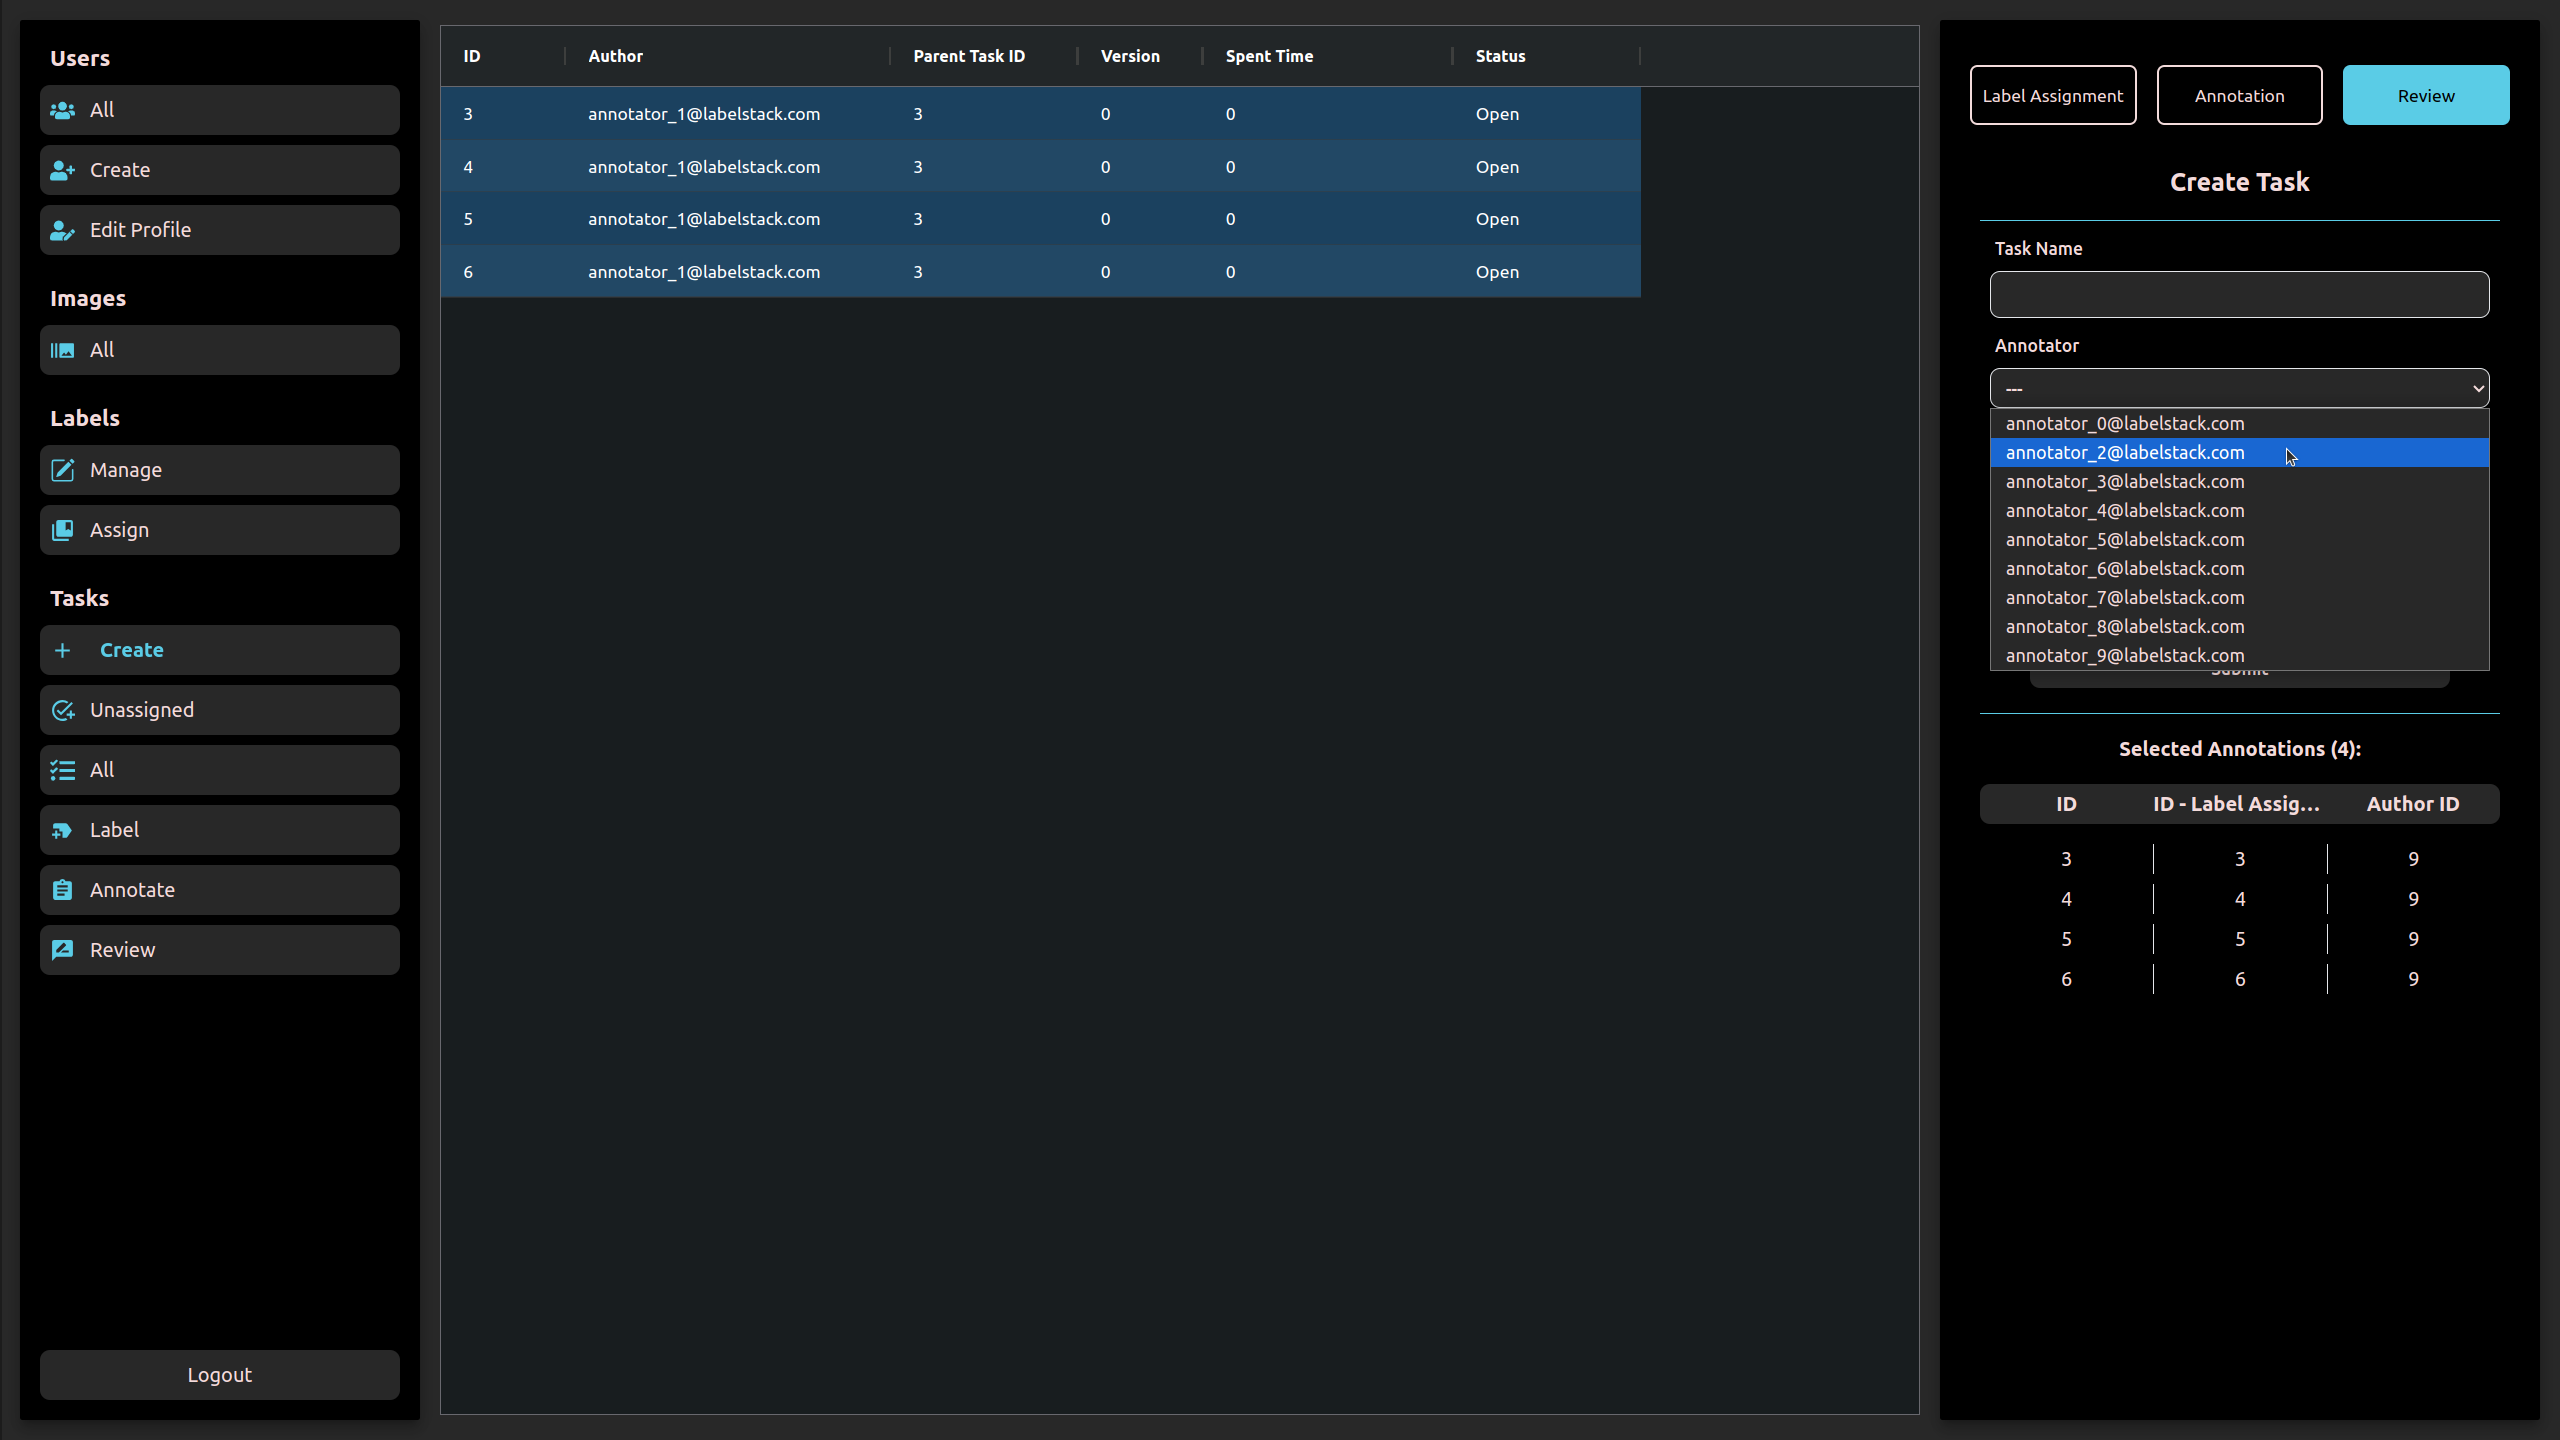 Users
All
Create
Edit Profile
Images
All
Labels
Manage
Assign
Tasks
Create
Unassigned
All
Label
Annotate
Review
Logout
ID Author Parent Task ID Version Spent Time Status
3 annotator_1@labelstack.com 3 0 0 Open
4 annotator_1@labelstack.com 3 0 0 Open
5 annotator_1@labelstack.com 3 0 0 Open
6 annotator_1@labelstack.com 3 0 0 Open
Label Assignment Annotation Review
Create Task
Task Name
Annotator
---
annotator_0@labelstack.com
annotator_2@labelstack.com
annotator_3@labelstack.com
annotator_4@labelstack.com
annotator_5@labelstack.com
annotator_6@labelstack.com
annotator_7@labelstack.com
annotator_8@labelstack.com
annotator_9@labelstack.com
Submit
Selected Annotations (4):
ID ID - Label Assig... Author ID
3 3 9
4 4 9
5 5 9
6 6 9